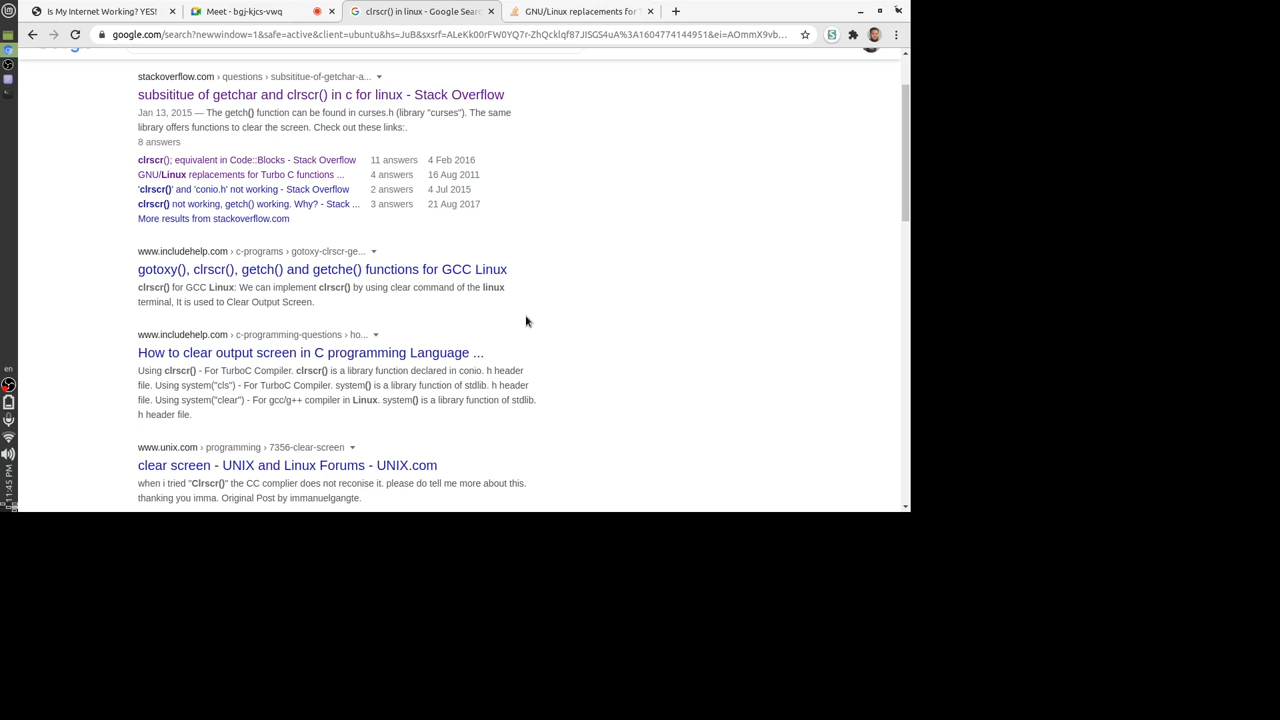 Is My Internet Working? YES!
Meet - bgj-kjcs-vwq
clrscr() in linux - Google Sear
GNU/Linux replacements for T
google.com/search?newwindow=1&safe=active&client=ubuntu&hs=JuB&sxsrf=ALeKk00rFW0YQ7r-ZhQcklqf87JISGS4uA%3A1604774144951&ei=AOmmX9vb...
stackoverflow.com › questions › subsititue-of-getchar-a...
subsititue of getchar and clrscr() in c for linux - Stack Overflow
Jan 13, 2015 — The getch() function can be found in curses.h (library "curses"). The same
library offers functions to clear the screen. Check out these links:.
8 answers
clrscr(); equivalent in Code::Blocks - Stack Overflow 11 answers 4 Feb 2016
GNU/Linux replacements for Turbo C functions ... 4 answers 16 Aug 2011
'clrscr()' and 'conio.h' not working - Stack Overflow 2 answers 4 Jul 2015
clrscr() not working, getch() working. Why? - Stack ... 3 answers 21 Aug 2017
More results from stackoverflow.com
www.includehelp.com › c-programs › gotoxy-clrscr-ge...
gotoxy(), clrscr(), getch() and getche() functions for GCC Linux
clrscr() for GCC Linux: We can implement clrscr() by using clear command of the linux
terminal, It is used to Clear Output Screen.
www.includehelp.com › c-programming-questions › ho...
How to clear output screen in C programming Language ...
Using clrscr() - For TurboC Compiler. clrscr() is a library function declared in conio. h header
file. Using system("cls") - For TurboC Compiler. system() is a library function of stdlib. h header
file. Using system("clear") - For gcc/g++ compiler in Linux. system() is a library function of stdlib.
h header file.
www.unix.com › programming › 7356-clear-screen
clear screen - UNIX and Linux Forums - UNIX.com
when i tried "Clrscr()" the CC complier does not reconise it. please do tell me more about this.
thanking you imma. Original Post by immanuelgangte.
en
11:45 PM